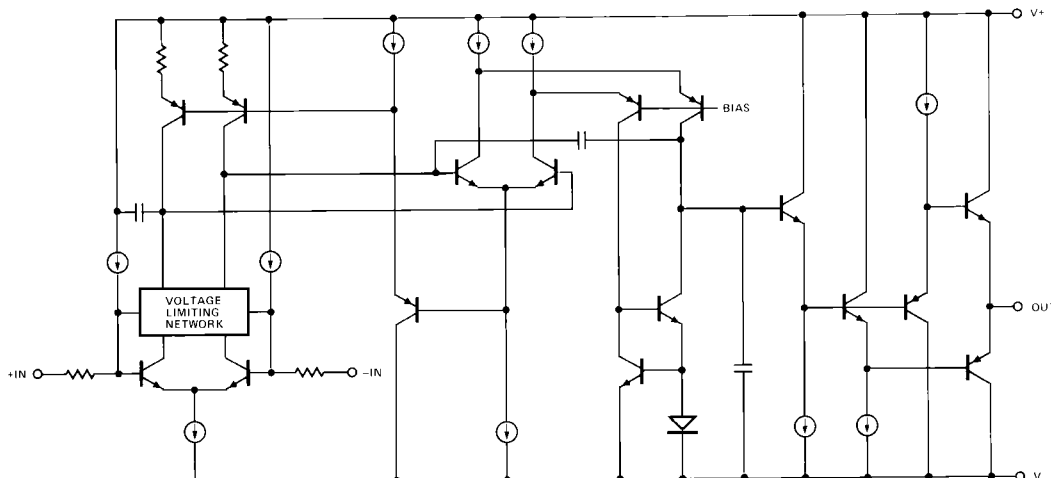 V+
BIAS
VOLTAGE
LIMITING
NETWORK
OUT
+IN
–IN
V